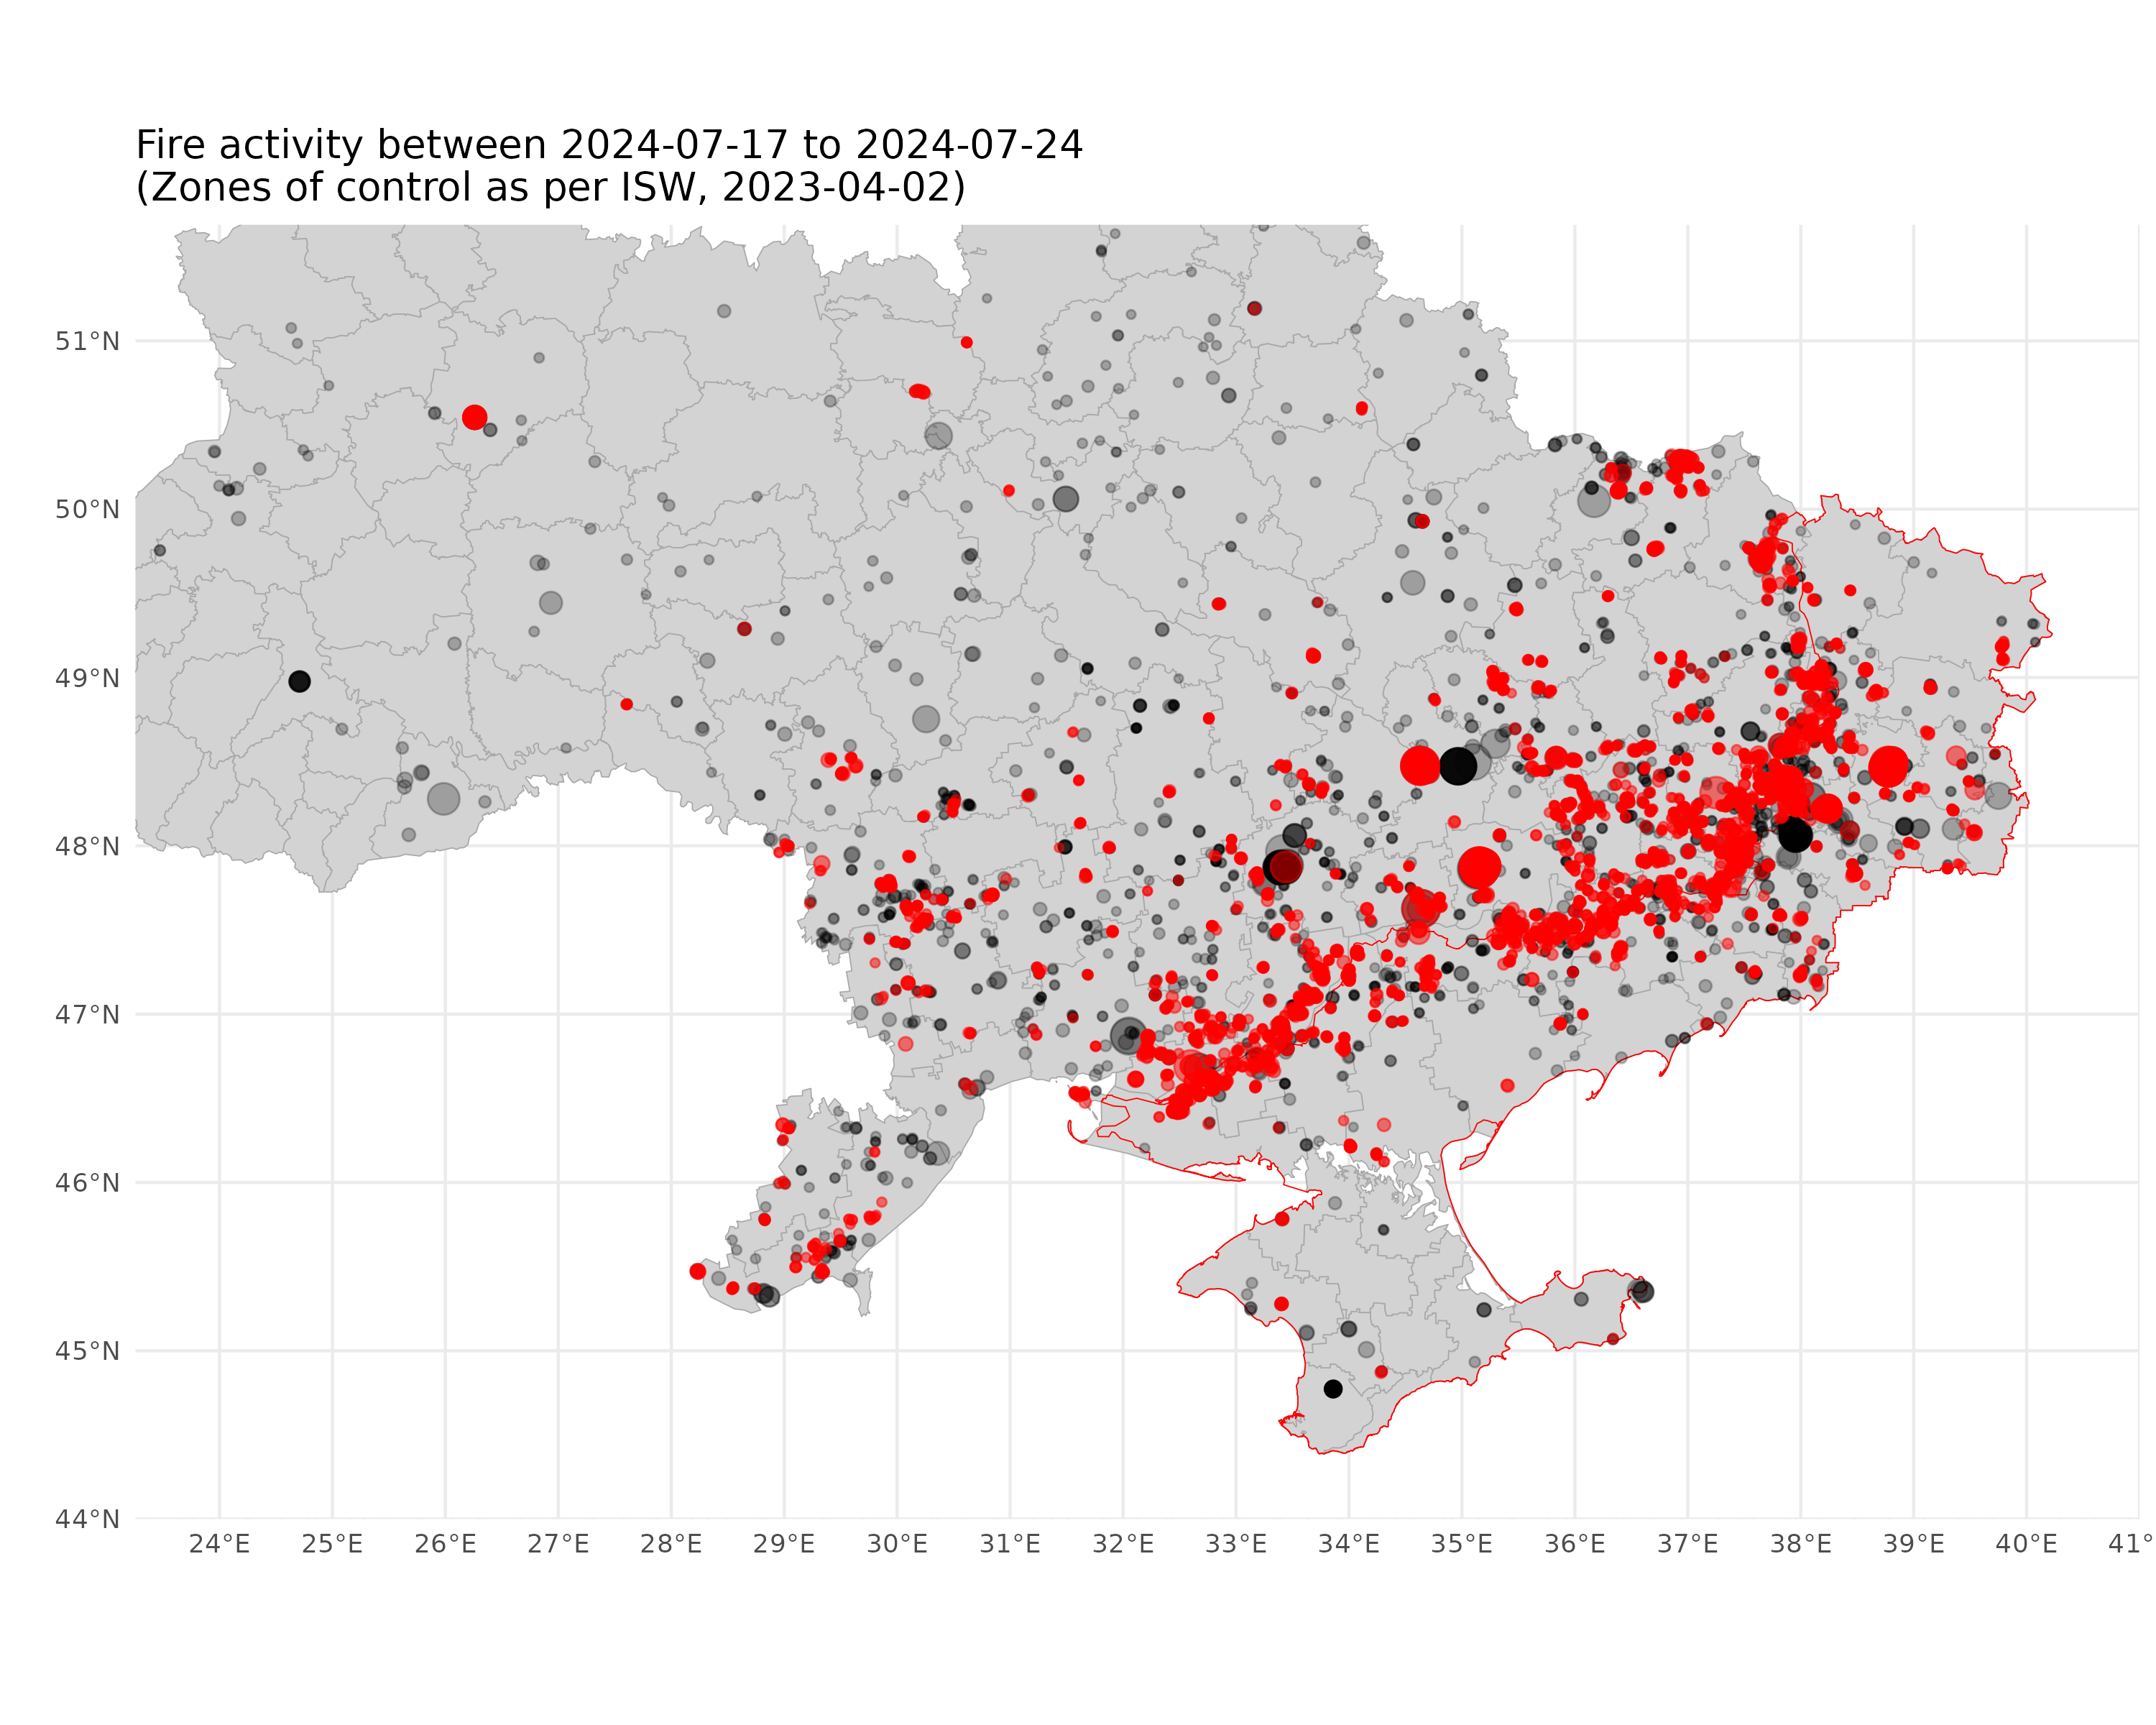 Fire activity between 2024-07-17 to 2024-07-24
(Zones of control as per ISW, 2023-04-02)
51°N
50°N
49°N
48°N
47°N
46°N
45°N
44°N
24°E 25°E 26°E 27°E 28°E 29°E 30°E 31°E 32°E 33°E 34°E 35°E 36°E 37°E 38°E 39°E 40°E 41°